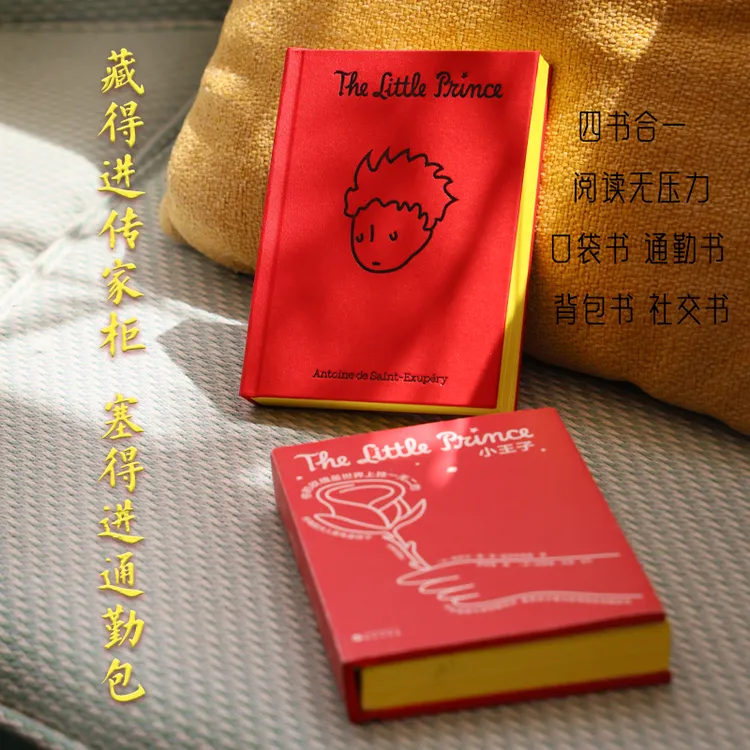 藏得进传家柜 塞得进通勤包
The Little Prince
Antoine de Saint-Exupéry
四书合一
阅读无压力
口袋书 通勤书
背包书 社交书
The Little Prince
小王子